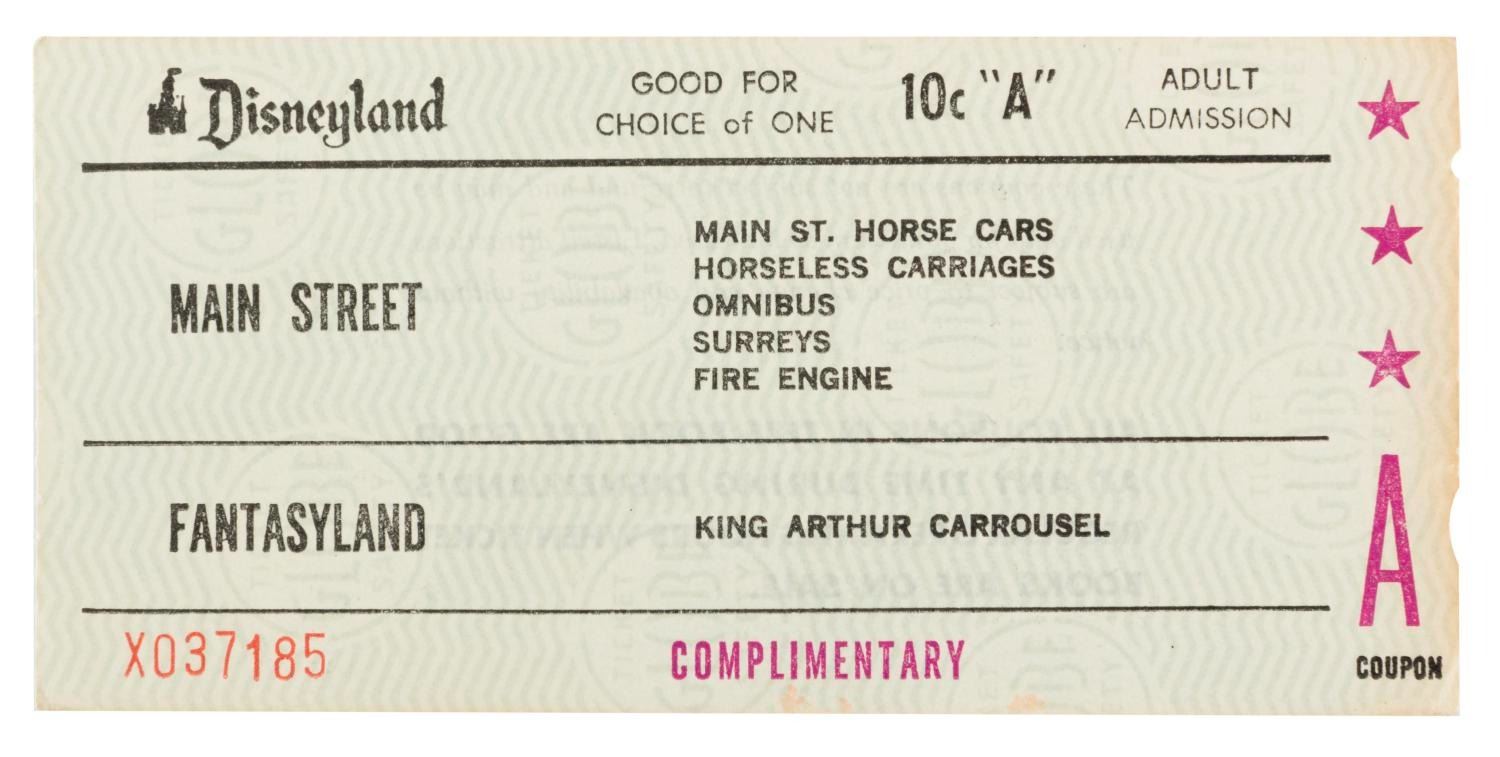 Disneyland
GOOD FOR
CHOICE of ONE
10c "A"
ADULT
ADMISSION
MAIN STREET
MAIN ST. HORSE CARS
HORSELESS CARRIAGES
OMNIBUS
SURREYS
FIRE ENGINE
FANTASYLAND
KING ARTHUR CARROUSEL
X037185
COMPLIMENTARY
A
COUPON